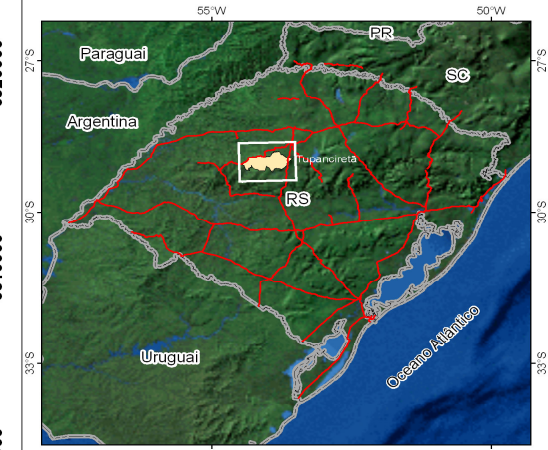 55°W
50°W
PR
Paraguai
27°S
27°S
SC
Argentina
Tupanciretã
RS
30°S
30°S
Oceano Atlântico
Uruguai
33°S
33°S